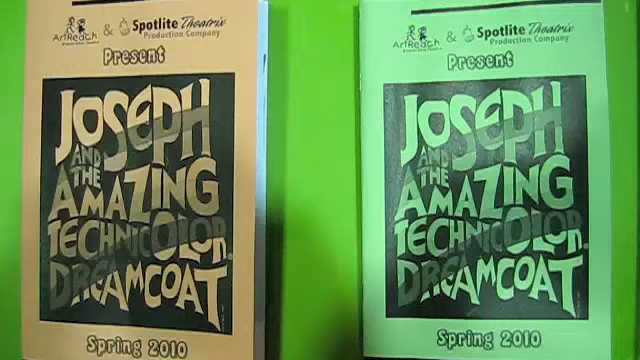 ArtReach & Spotlite Theatrix
Production Company
Present
JOSEPH
AND THE
AMAZING
TECHNICOLOR
DREAMCOAT
Spring 2010
ArtReach & Spotlite Theatrix
Production Company
Present
JOSEPH
AND THE
AMAZING
TECHNICOLOR
DREAMCOAT
Spring 2010